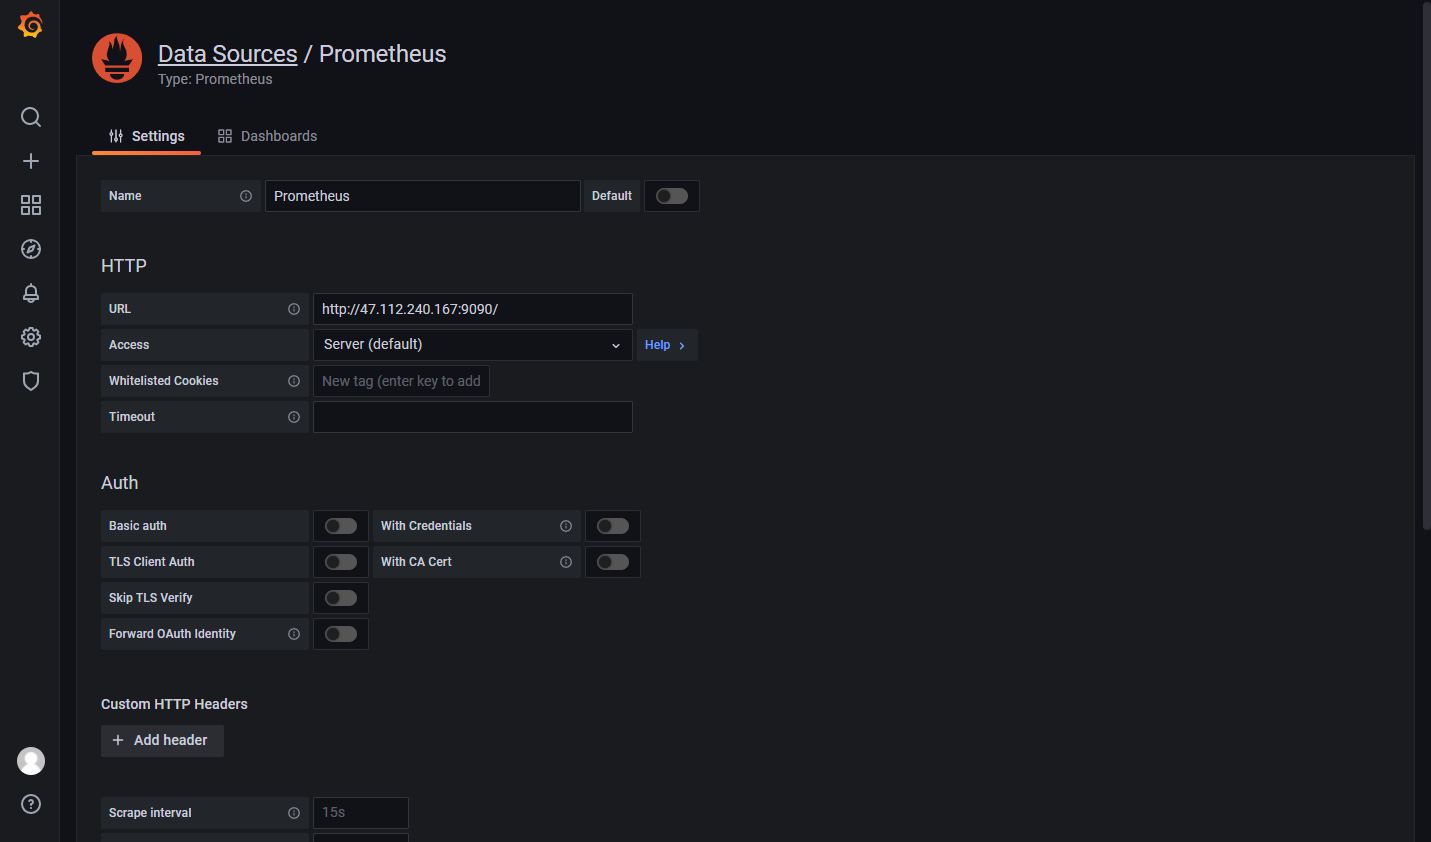 Data Sources / Prometheus
Type: Prometheus
Settings Dashboards
Name Prometheus Default
HTTP
URL http://47.112.240.167:9090/
Access Server (default) Help
Whitelisted Cookies New tag (enter key to add
Timeout
Auth
Basic auth With Credentials
TLS Client Auth With CA Cert
Skip TLS Verify
Forward OAuth Identity
Custom HTTP Headers
+ Add header
Scrape interval 15s